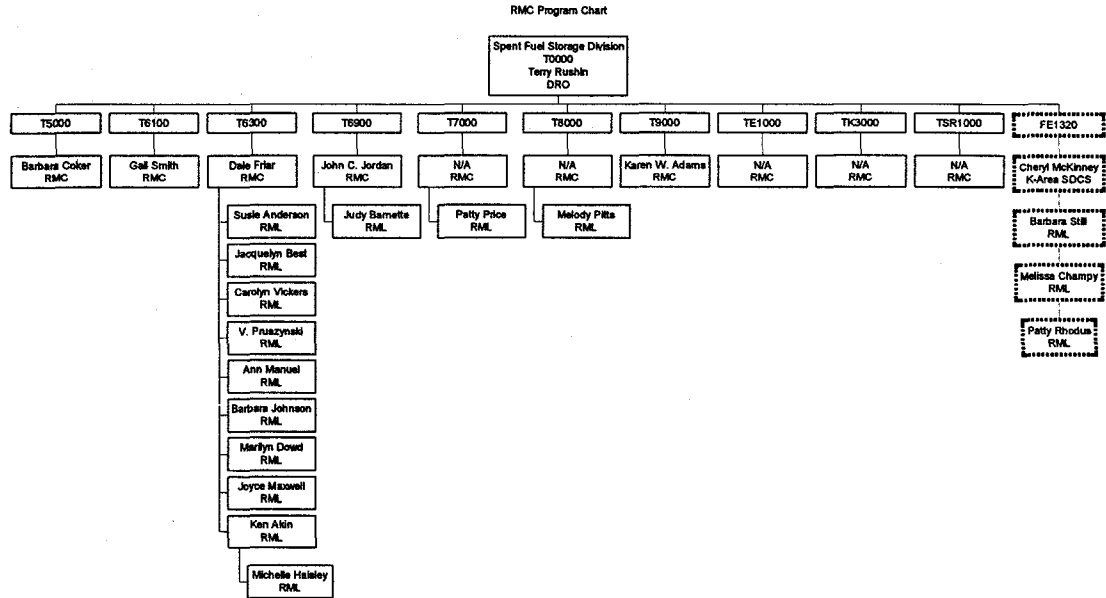 RMC Program Chart
Spent Fuel Storage Division
T0000
Terry Rushin
DRO
T5000
T6100
T6300
T6900
T7000
T8000
T9000
TE1000
TK3000
TSR1000
FE1320
Barbara Coker
RMC
Gail Smith
RMC
Dale Friar
RMC
John C. Jordan
RMC
N/A
RMC
N/A
RMC
Karen W. Adams
RMC
N/A
RMC
N/A
RMC
N/A
RMC
Cheryl McKinney
K-Area SDCS
Susie Anderson
RML
Judy Barnette
RML
Patty Price
RML
Melody Pitts
RML
Barbara Still
RML
Jacquelyn Best
RML
Melissa Champy
RML
Carolyn Vickers
RML
Patty Rhodus
RML
V. Pruszynski
RML
Ann Manuel
RML
Barbara Johnson
RML
Marilyn Dowd
RML
Joyce Maxwell
RML
Ken Akin
RML
Michelle Haisley
RML